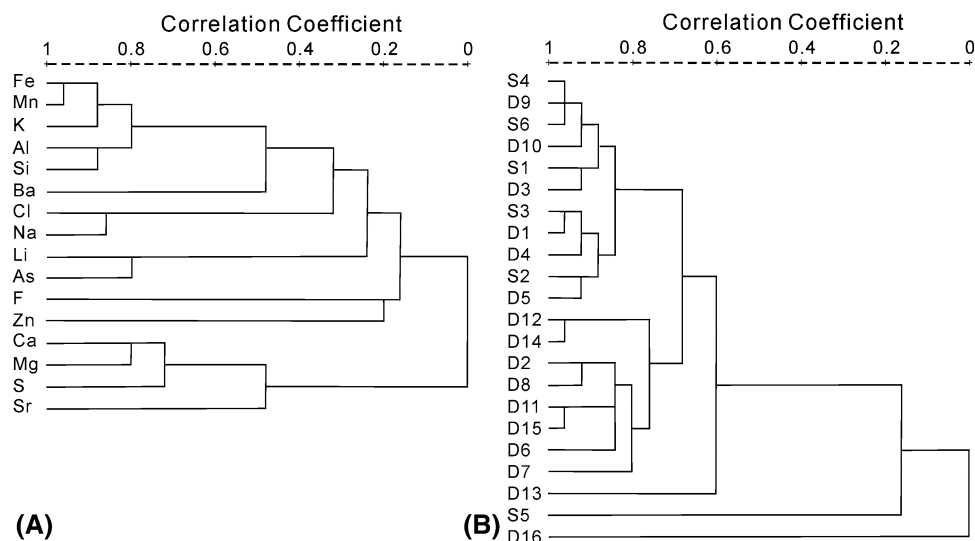 Correlation Coefficient
1 0.8 0.6 0.4 0.2 0
Fe
Mn
K
Al
Si
Ba
Cl
Na
Li
As
F
Zn
Ca
Mg
S
Sr
(A)
Correlation Coefficient
1 0.8 0.6 0.4 0.2 0
S4
D9
S6
D10
S1
D3
S3
D1
D4
S2
D5
D12
D14
D2
D8
D11
D15
D6
D7
D13
S5
D16
(B)